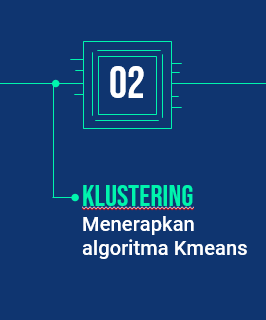 02
KLUSTERING
Menerapkan
algoritma Kmeans